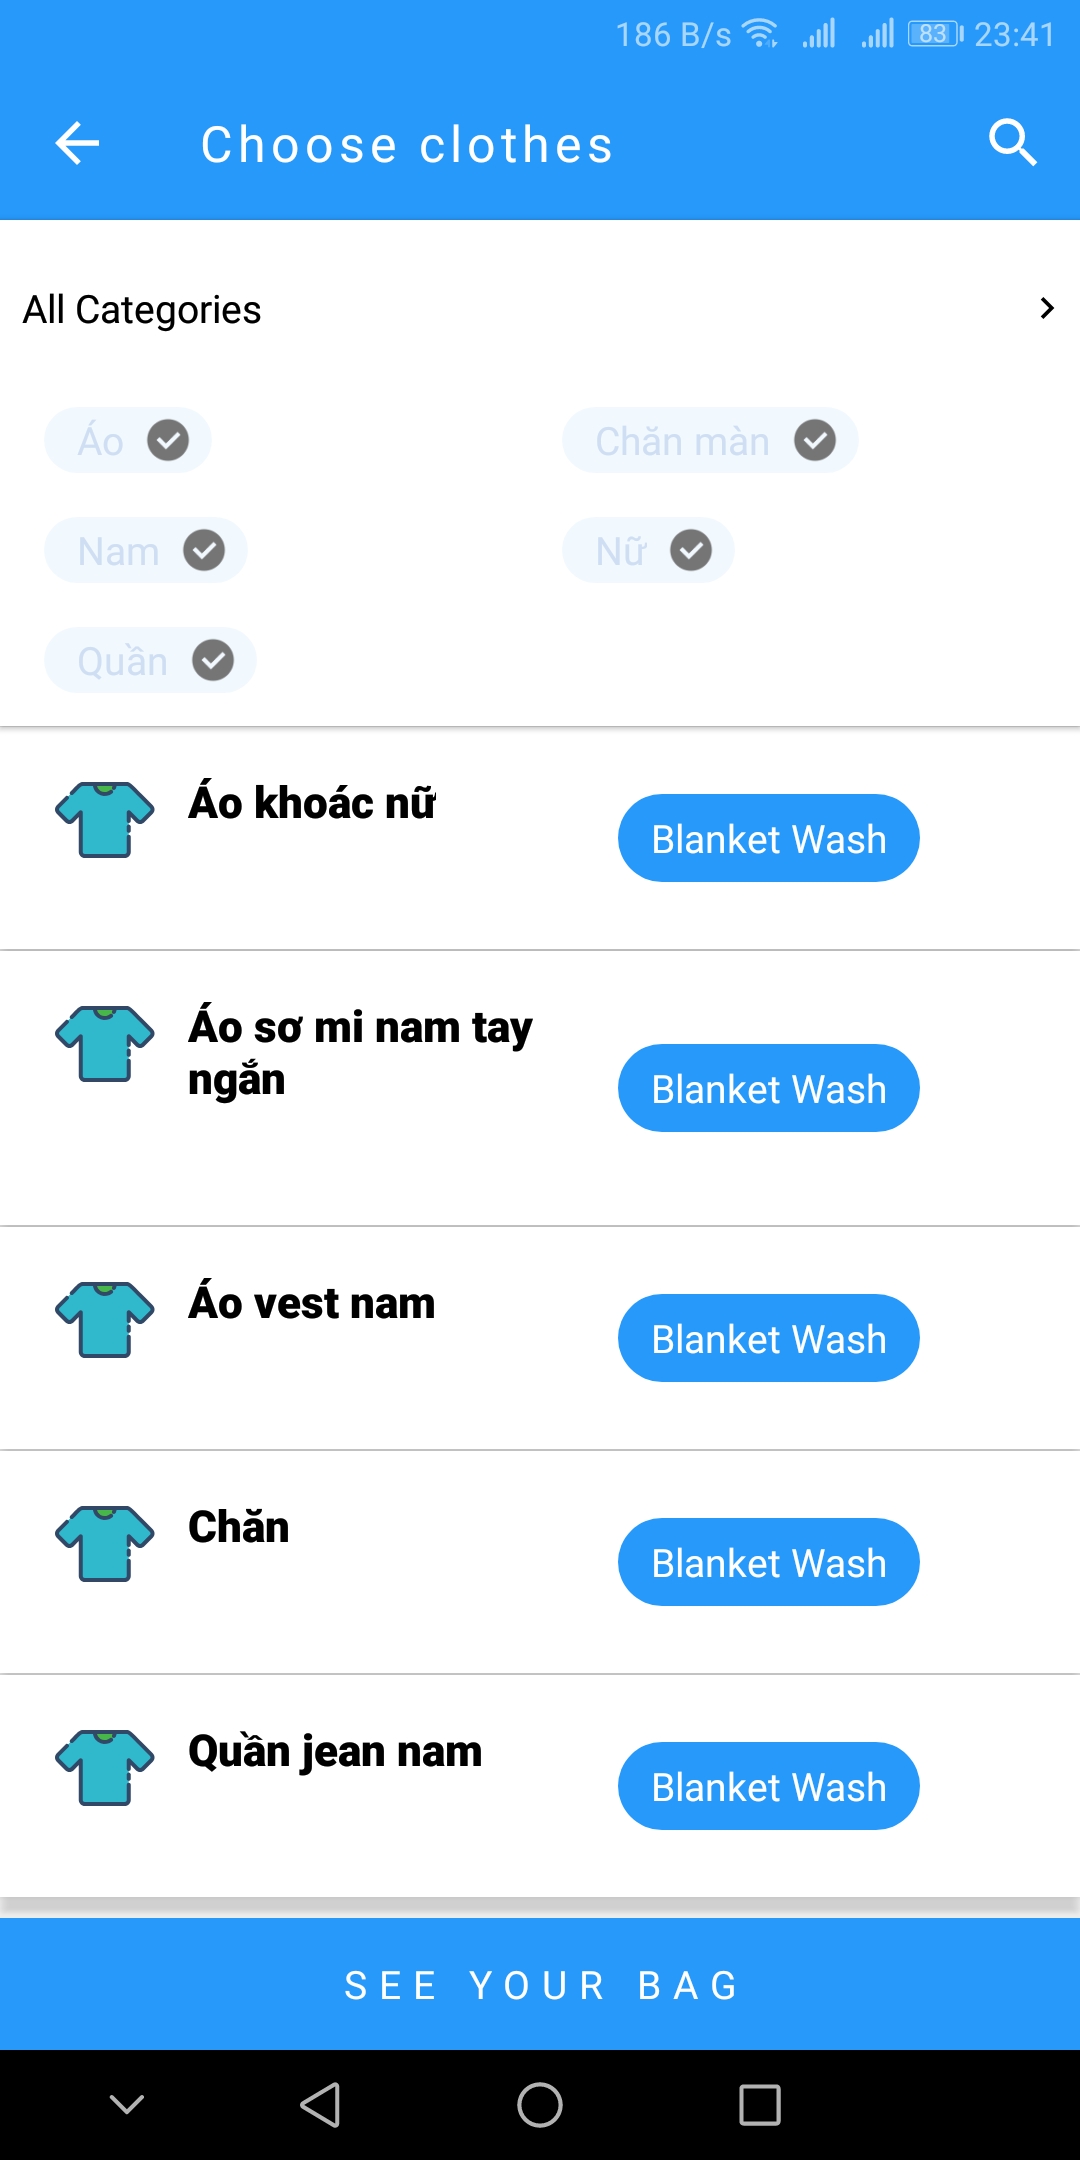 186 B/s 83 23:41
Choose clothes
All Categories
Áo Chăn màn
Nam Nữ
Quần
Áo khoác nữ
Blanket Wash
Áo sơ mi nam tay
ngắn
Blanket Wash
Áo vest nam
Blanket Wash
Chăn
Blanket Wash
Quần jean nam
Blanket Wash
SEE YOUR BAG